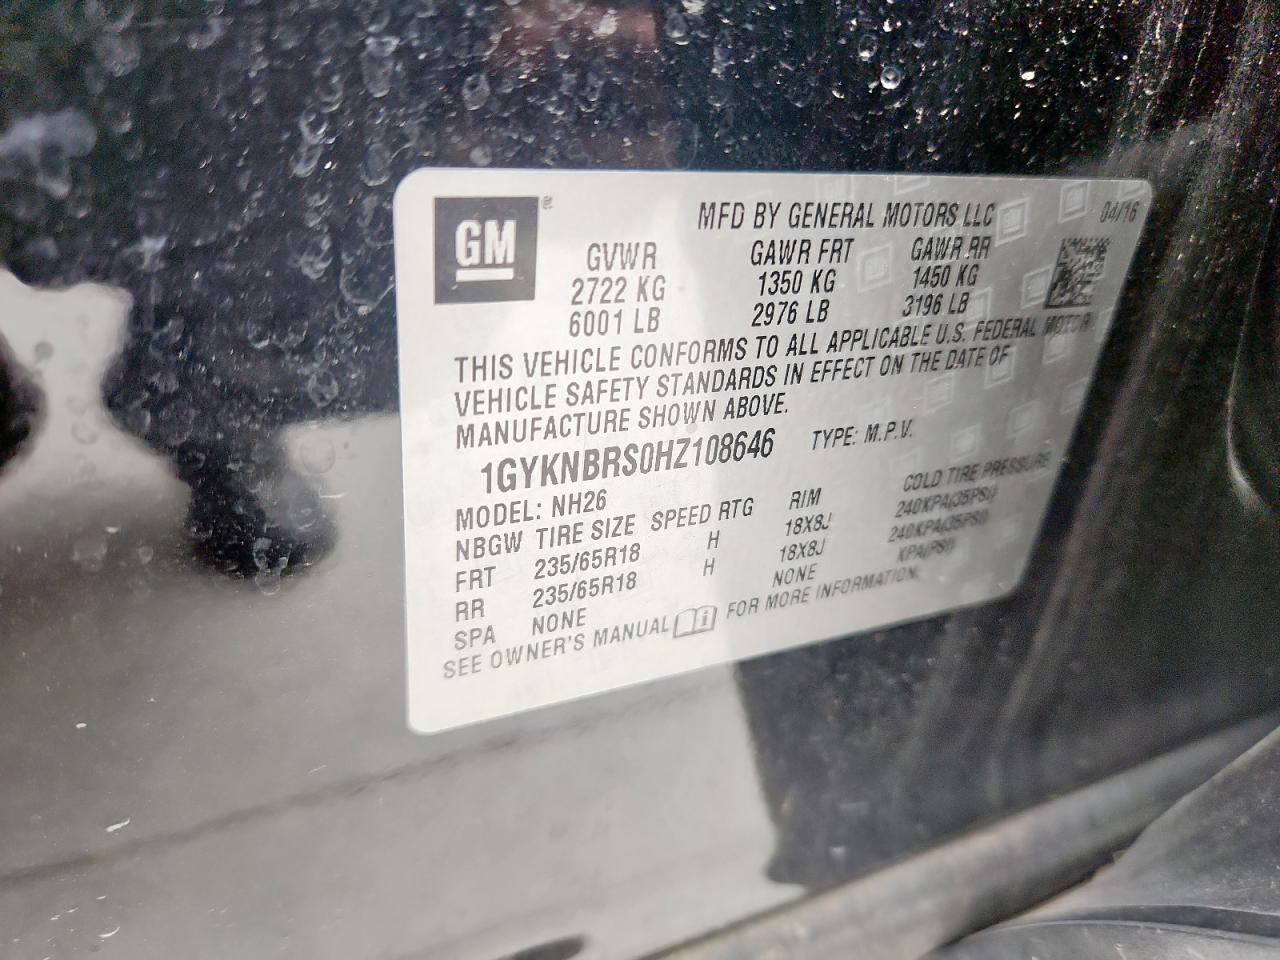 GM ®
MFD BY GENERAL MOTORS LLC 04/16
GVWR GAWR FRT GAWR RR
2722 KG 1350 KG 1450 KG
6001 LB 2976 LB 3196 LB
THIS VEHICLE CONFORMS TO ALL APPLICABLE U.S. FEDERAL MOTOR
VEHICLE SAFETY STANDARDS IN EFFECT ON THE DATE OF
MANUFACTURE SHOWN ABOVE.
1GYKNBRS0HZ108646 TYPE: M.P.V.
MODEL: NH26
NBGW TIRE SIZE SPEED RTG RIM COLD TIRE PRESSURE
FRT 235/65R18 H 18X8J 240KPA(35PSI)
RR 235/65R18 H 18X8J 240KPA(35PSI)
SPA NONE NONE KPA(PSI)
SEE OWNER'S MANUAL FOR MORE INFORMATION.